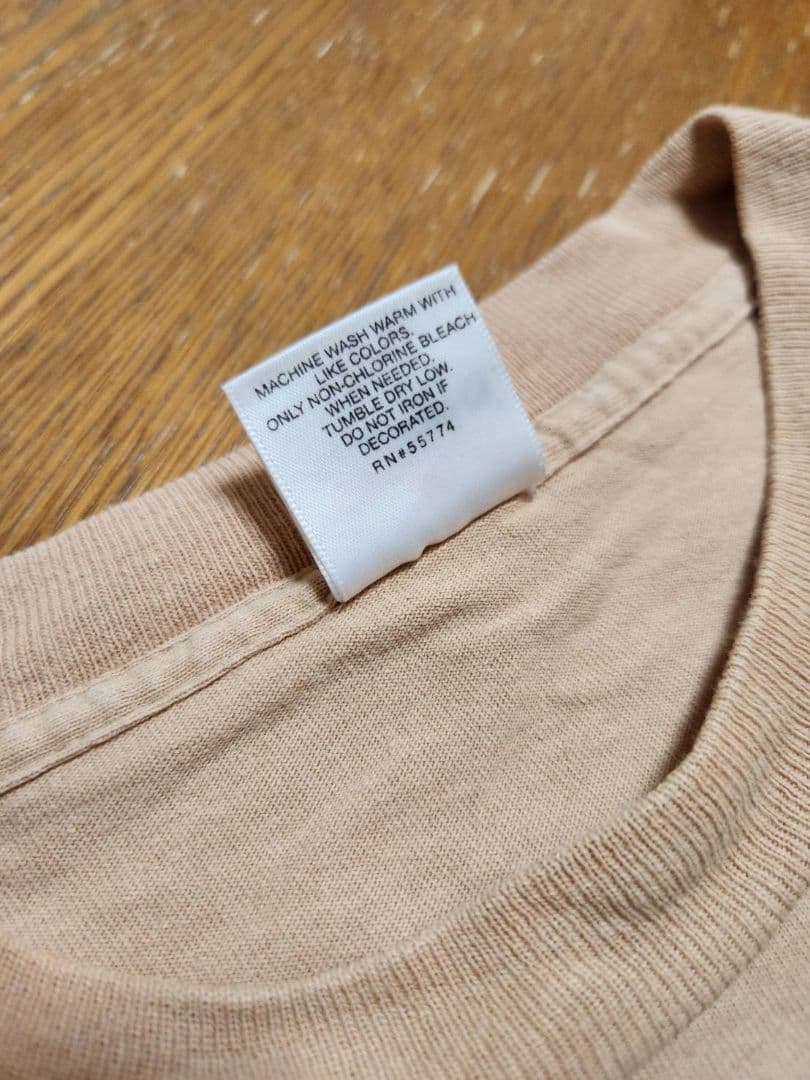 MACHINE WASH WARM WITH
LIKE COLORS.
ONLY NON-CHLORINE BLEACH
WHEN NEEDED.
TUMBLE DRY LOW.
DO NOT IRON IF
DECORATED.
RN#55774